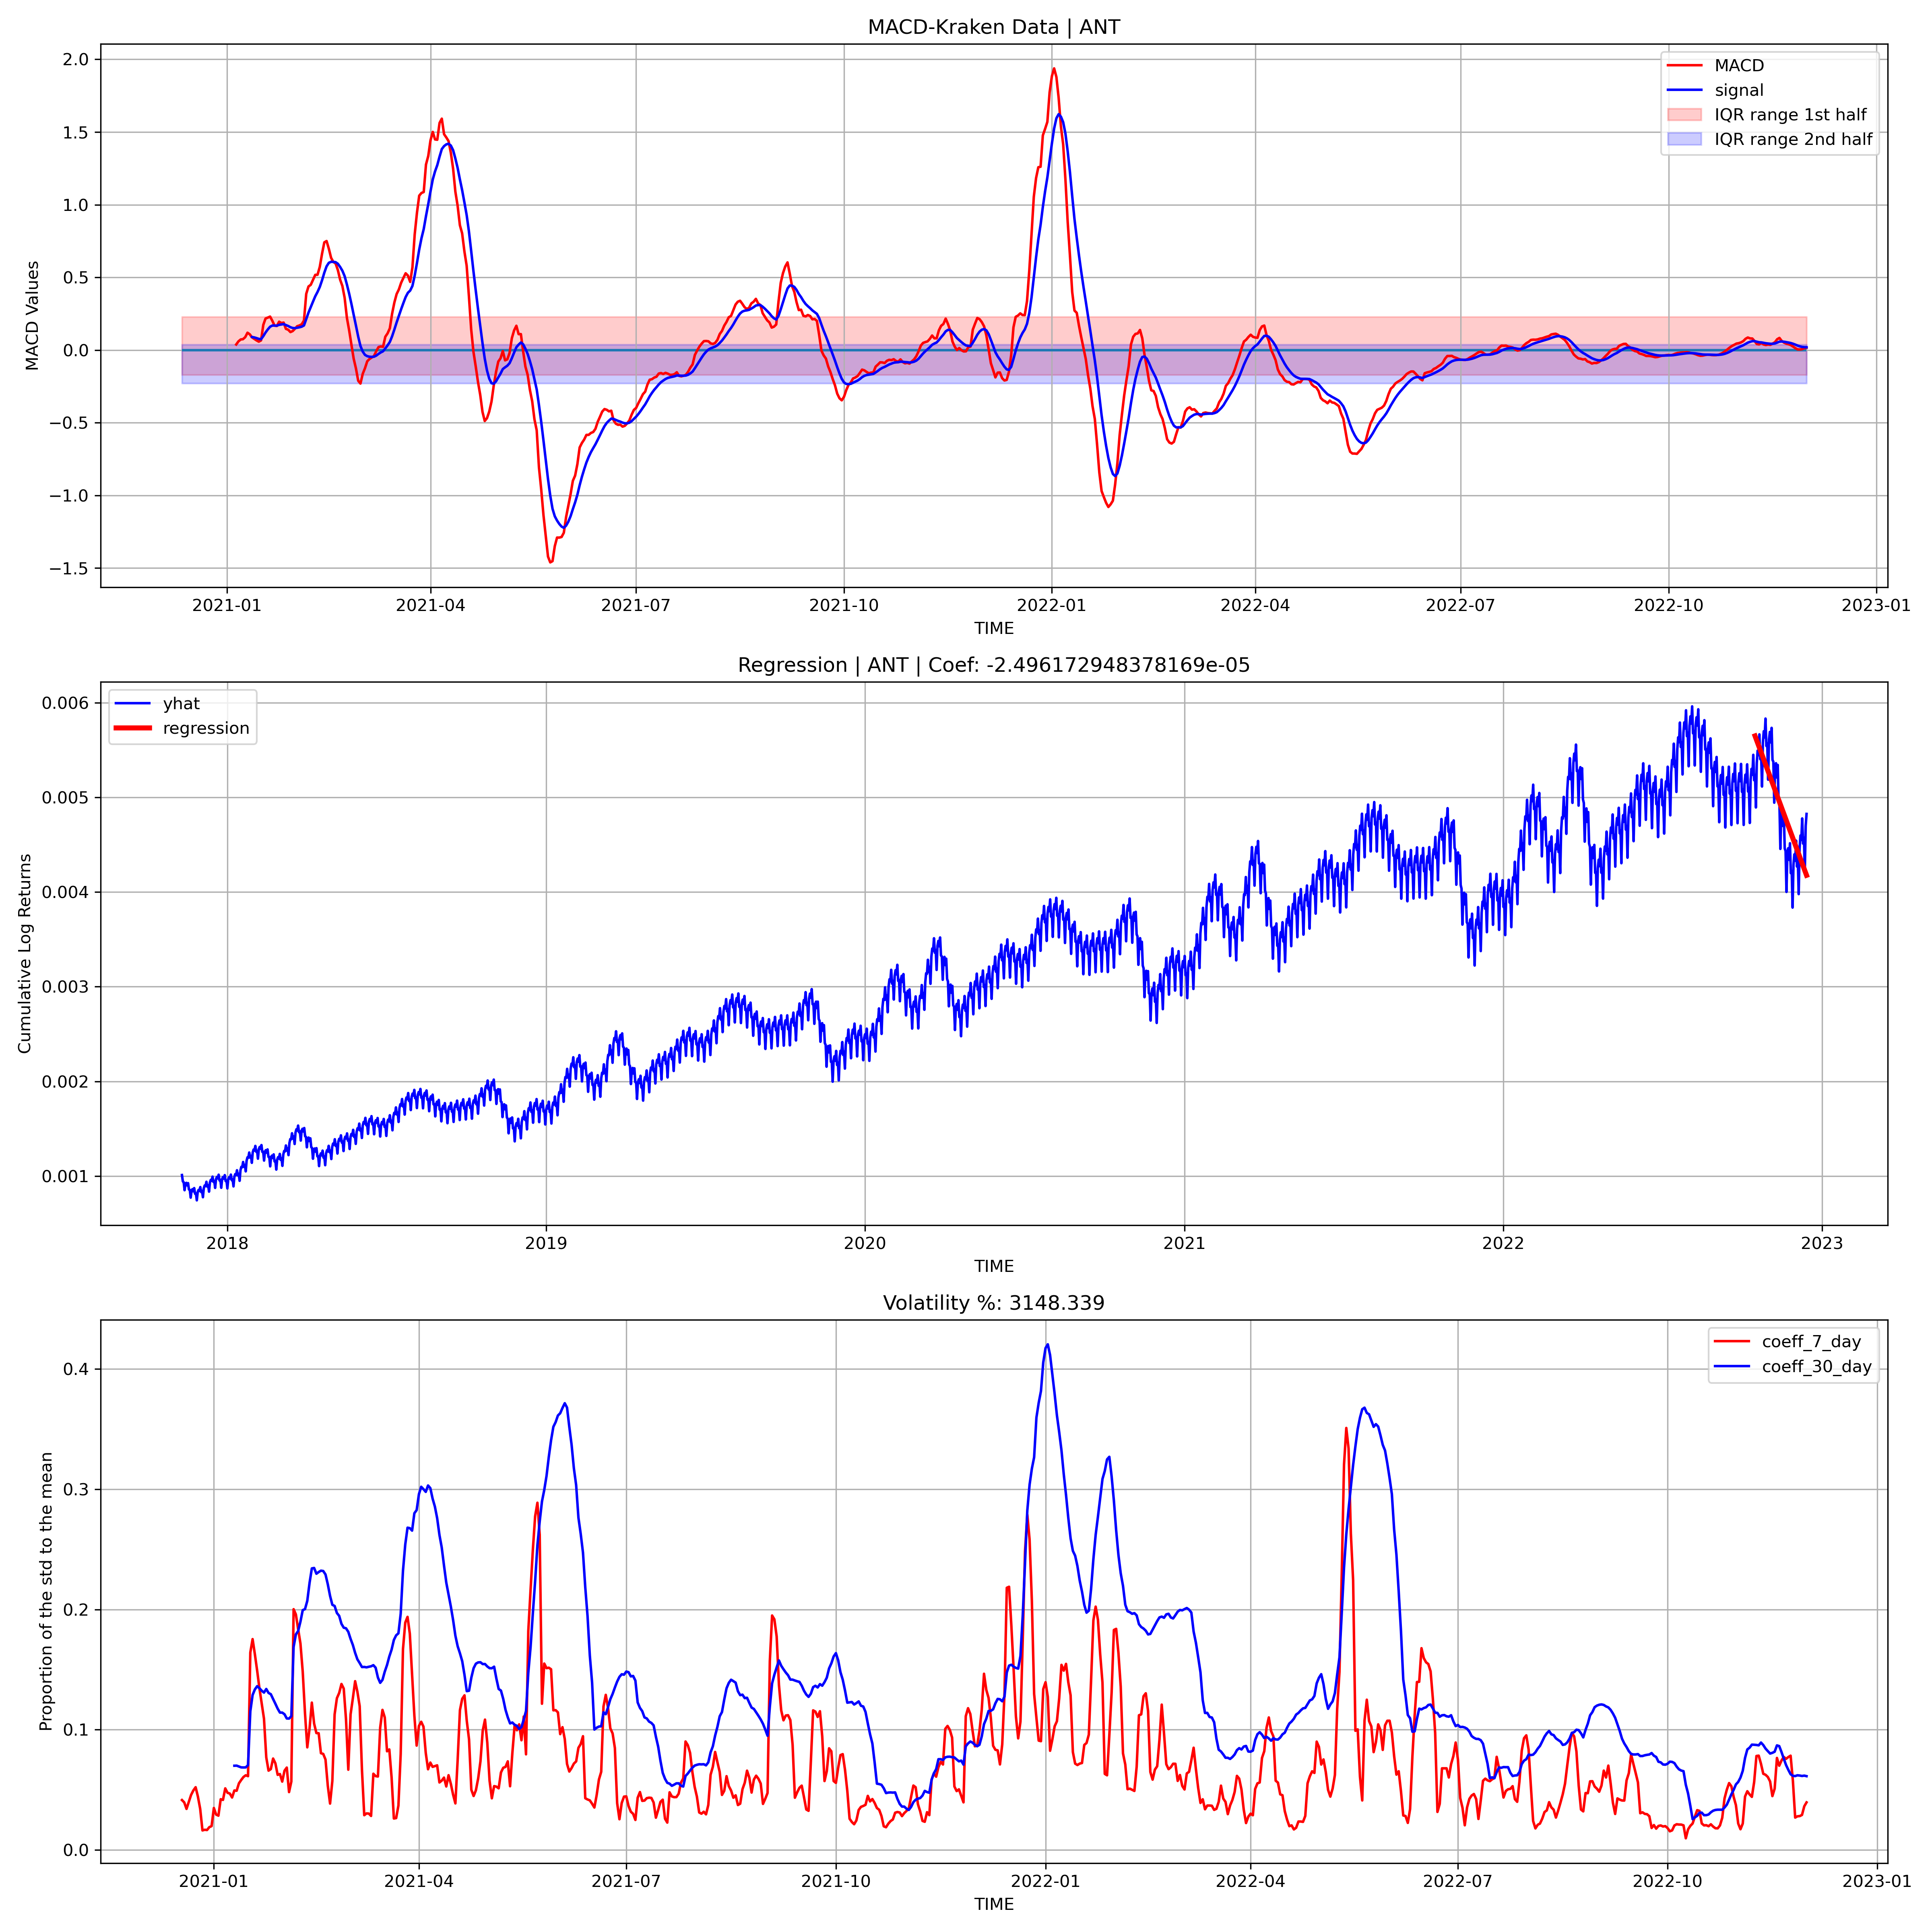 MACD-Kraken Data | ANT
MACD Values
2.0
1.5
1.0
0.5
0.0
−0.5
−1.0
−1.5
MACD
signal
IQR range 1st half
IQR range 2nd half
2021-01 2021-04 2021-07 2021-10 2022-01 2022-04 2022-07 2022-10 2023-01
TIME
Regression | ANT | Coef: -2.496172948378169e-05
Cumulative Log Returns
yhat
regression
0.006
0.005
0.004
0.003
0.002
0.001
2018 2019 2020 2021 2022 2023
TIME
Volatility %: 3148.339
Proportion of the std to the mean
coeff_7_day
coeff_30_day
0.4
0.3
0.2
0.1
0.0
2021-01 2021-04 2021-07 2021-10 2022-01 2022-04 2022-07 2022-10 2023-01
TIME